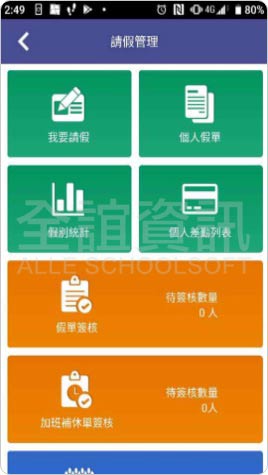 2:49
4G
80%
請假管理
我要請假
個人假單
假別統計
個人差勤列表
全誼資訊
ALLE SCHOOLSOFT
假單簽核
待簽核數量
0 人
加班補休單簽核
待簽核數量
0人